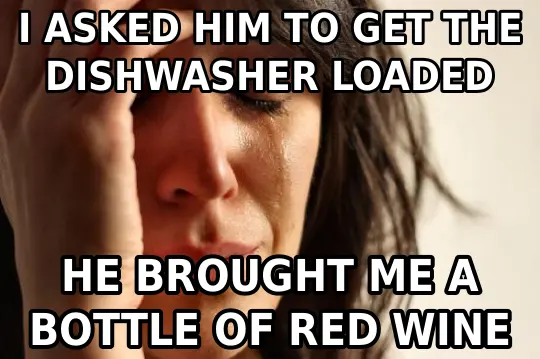 I ASKED HIM TO GET THE
DISHWASHER LOADED
HE BROUGHT ME A
BOTTLE OF RED WINE